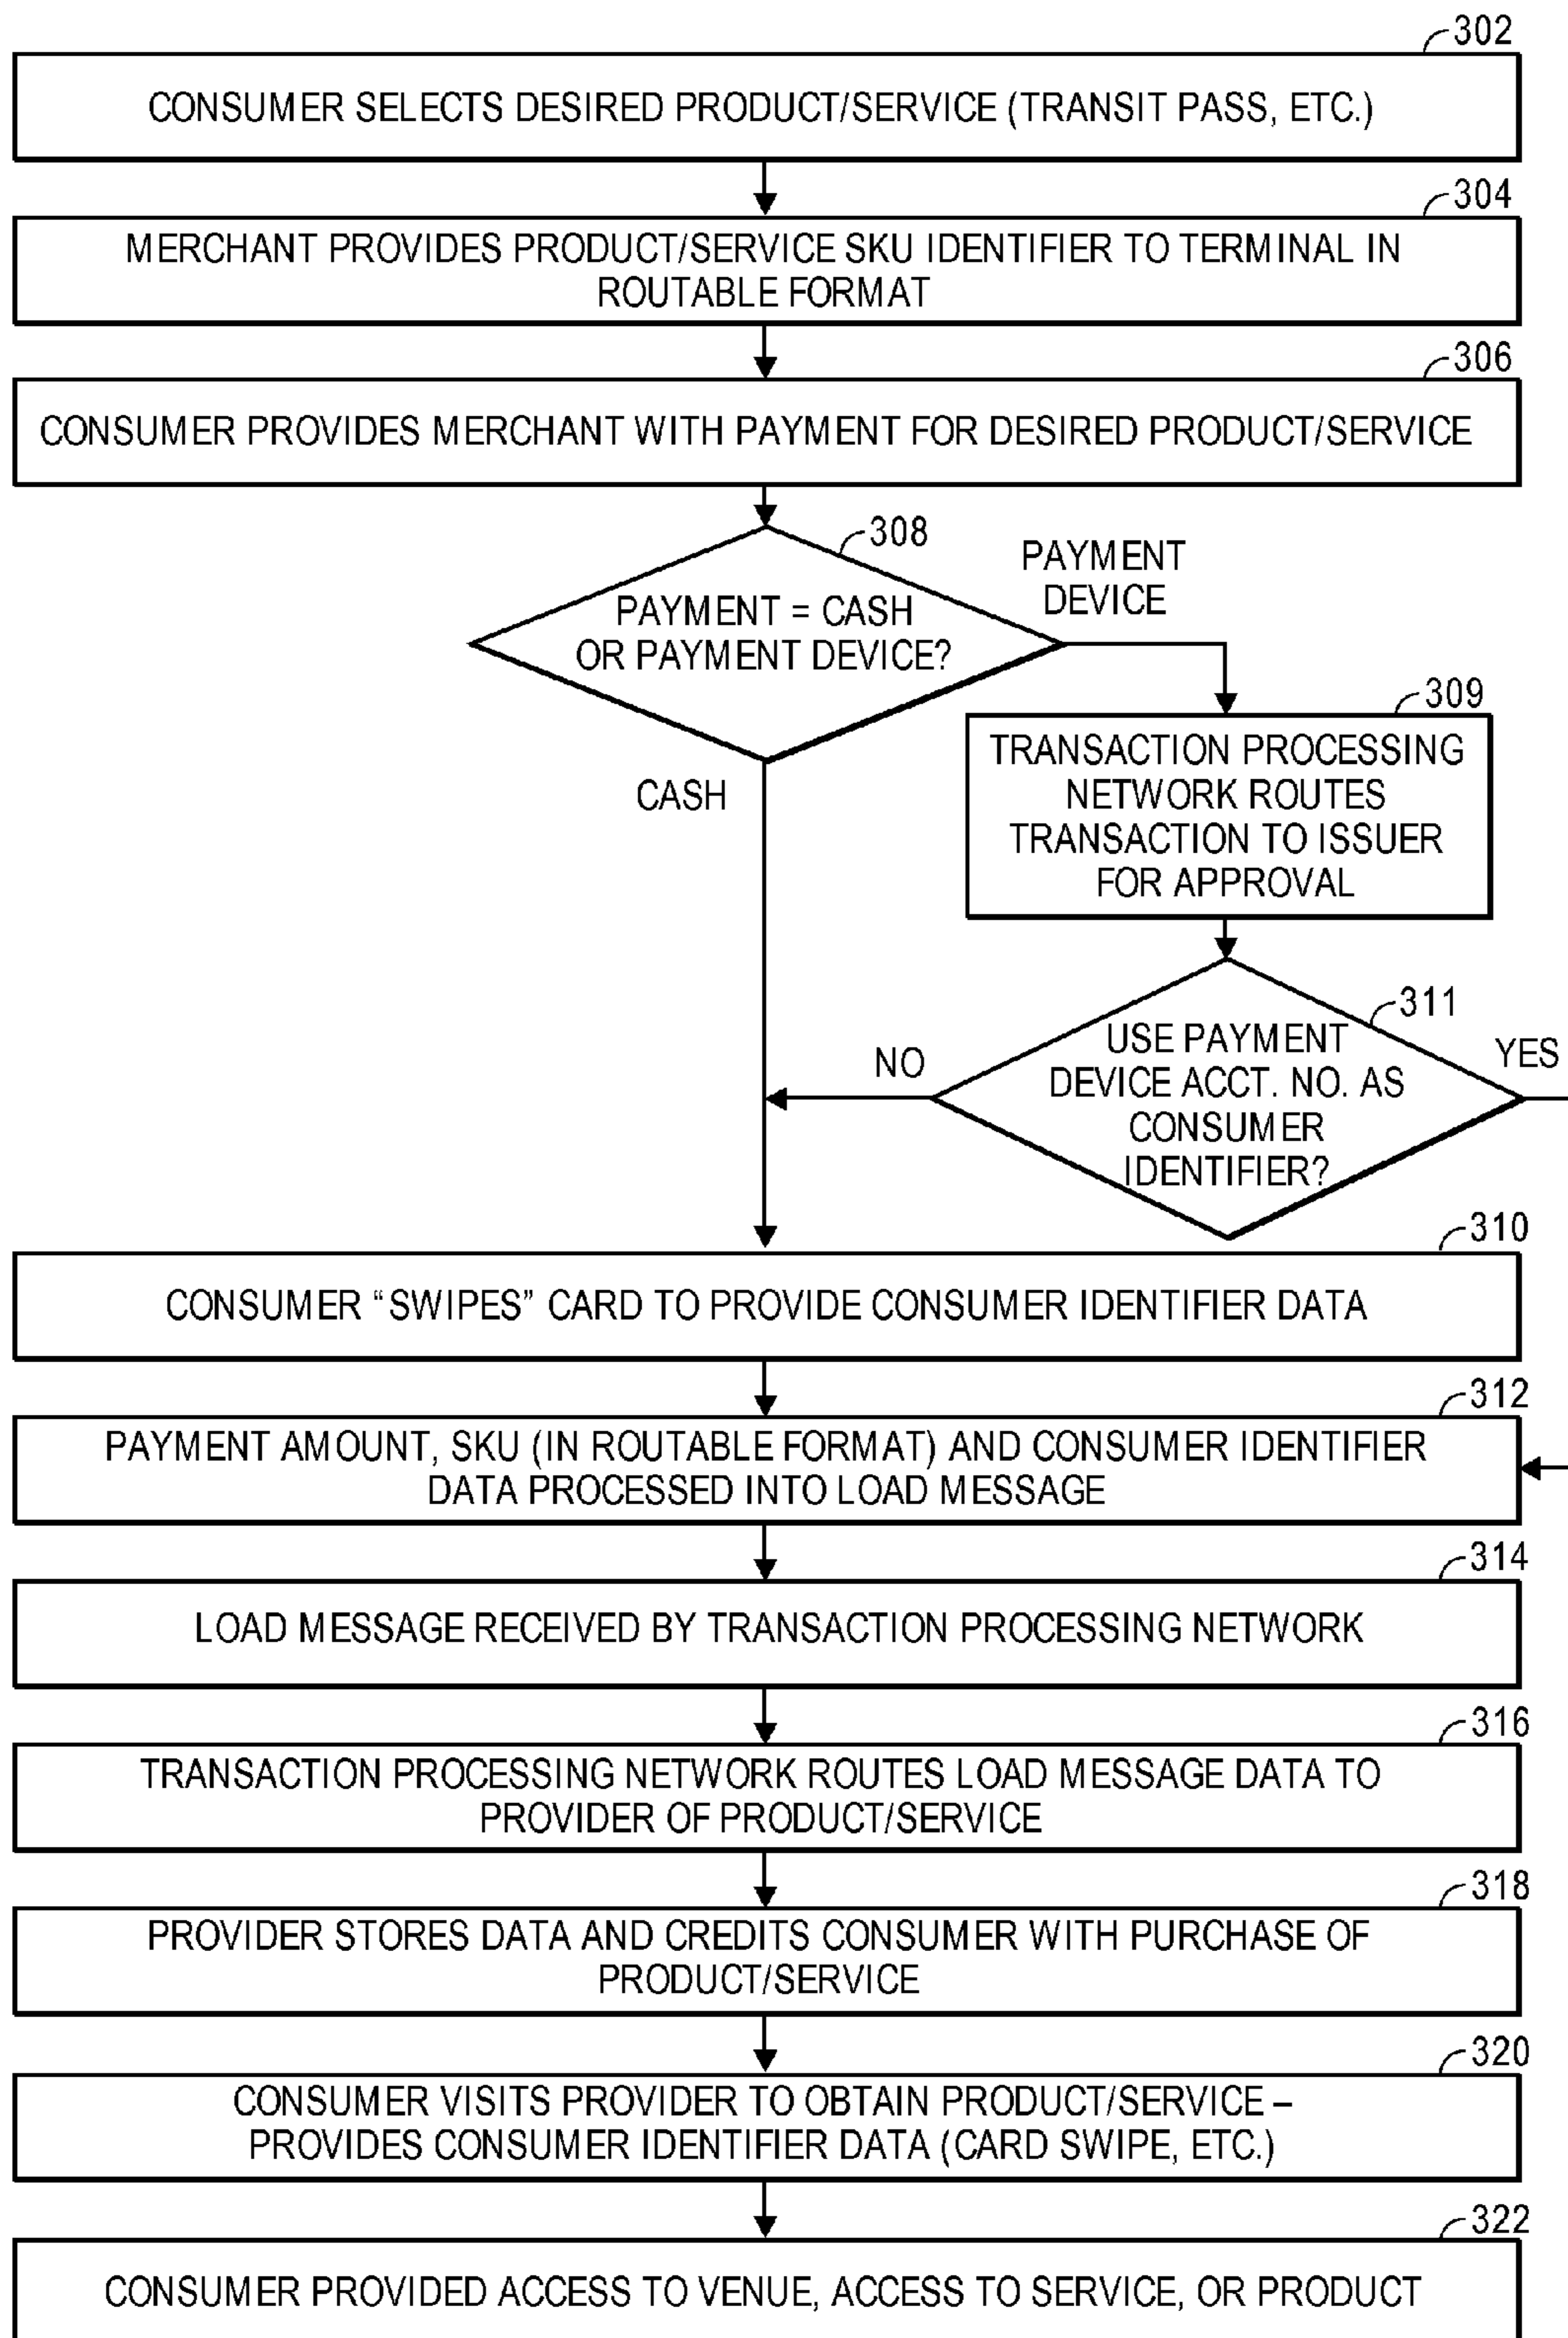 302
CONSUMER SELECTS DESIRED PRODUCT/SERVICE (TRANSIT PASS, ETC.)
304
MERCHANT PROVIDES PRODUCT/SERVICE SKU IDENTIFIER TO TERMINAL IN
ROUTABLE FORMAT
306
CONSUMER PROVIDES MERCHANT WITH PAYMENT FOR DESIRED PRODUCT/SERVICE
308
PAYMENT = CASH
OR PAYMENT DEVICE?
PAYMENT
DEVICE
CASH
309
TRANSACTION PROCESSING
NETWORK ROUTES
TRANSACTION TO ISSUER
FOR APPROVAL
311
USE PAYMENT
DEVICE ACCT. NO. AS
CONSUMER
IDENTIFIER?
NO
YES
310
CONSUMER “SWIPES” CARD TO PROVIDE CONSUMER IDENTIFIER DATA
312
PAYMENT AMOUNT, SKU (IN ROUTABLE FORMAT) AND CONSUMER IDENTIFIER
DATA PROCESSED INTO LOAD MESSAGE
314
LOAD MESSAGE RECEIVED BY TRANSACTION PROCESSING NETWORK
316
TRANSACTION PROCESSING NETWORK ROUTES LOAD MESSAGE DATA TO
PROVIDER OF PRODUCT/SERVICE
318
PROVIDER STORES DATA AND CREDITS CONSUMER WITH PURCHASE OF
PRODUCT/SERVICE
320
CONSUMER VISITS PROVIDER TO OBTAIN PRODUCT/SERVICE –
PROVIDES CONSUMER IDENTIFIER DATA (CARD SWIPE, ETC.)
322
CONSUMER PROVIDED ACCESS TO VENUE, ACCESS TO SERVICE, OR PRODUCT